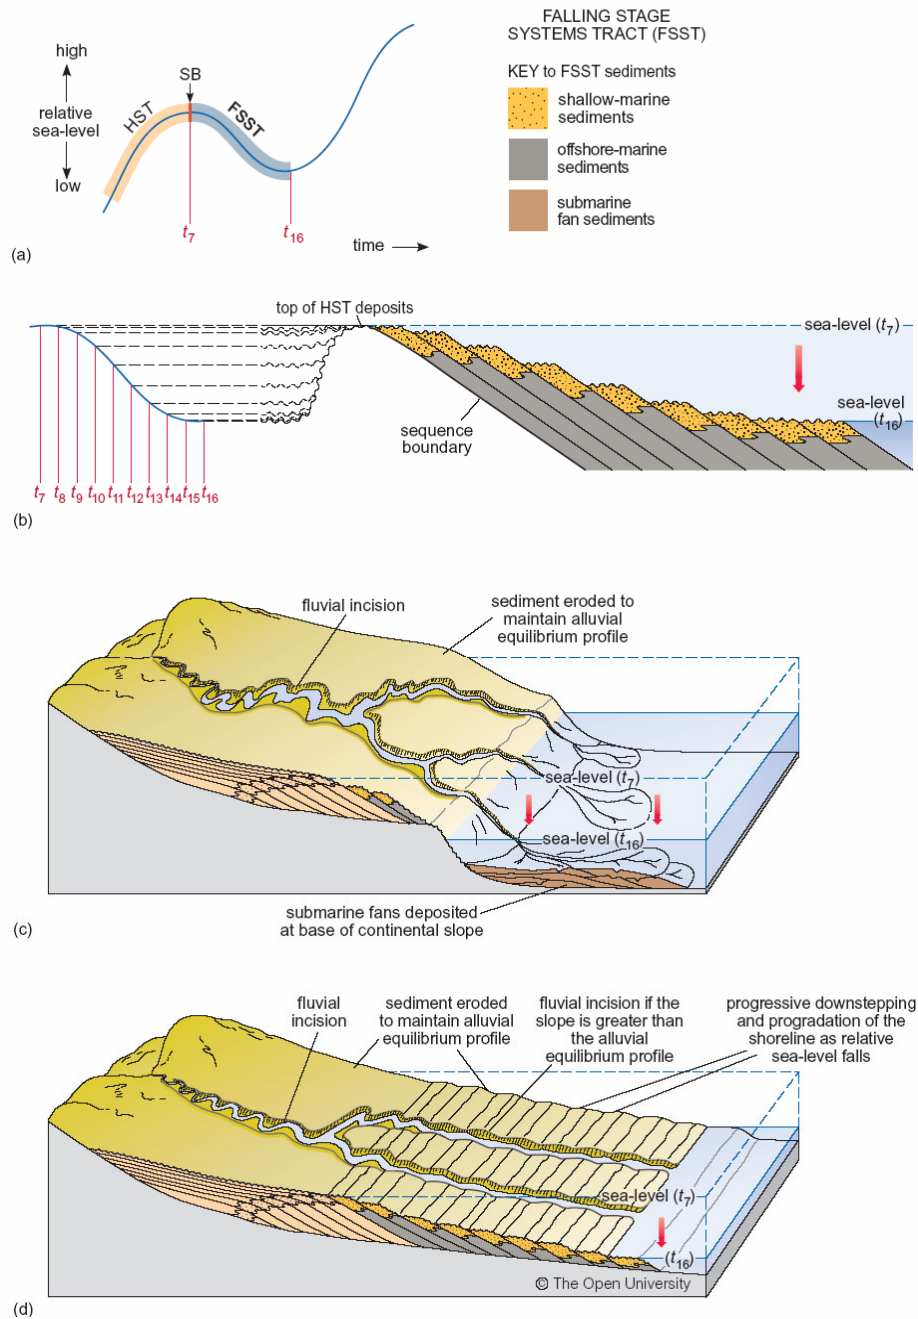 FALLING STAGE
SYSTEMS TRACT (FSST)
KEY to FSST sediments
shallow-marine
sediments
offshore-marine
sediments
submarine
fan sediments
high
relative
sea-level
low
HST
SB
FSST
t7
t16
time
(a)
top of HST deposits
sea-level (t7)
sea-level
(t16)
sequence
boundary
t7 t8 t9 t10 t11 t12 t13 t14 t15 t16
(b)
fluvial incision
sediment eroded to
maintain alluvial
equilibrium profile
sea-level (t7)
sea-level (t16)
submarine fans deposited
at base of continental slope
(c)
fluvial
incision
sediment eroded
to maintain alluvial
equilibrium profile
fluvial incision if the
slope is greater than
the alluvial
equilibrium profile
progressive downstepping
and progradation of the
shoreline as relative
sea-level falls
sea-level (t7)
(t16)
© The Open University
(d)